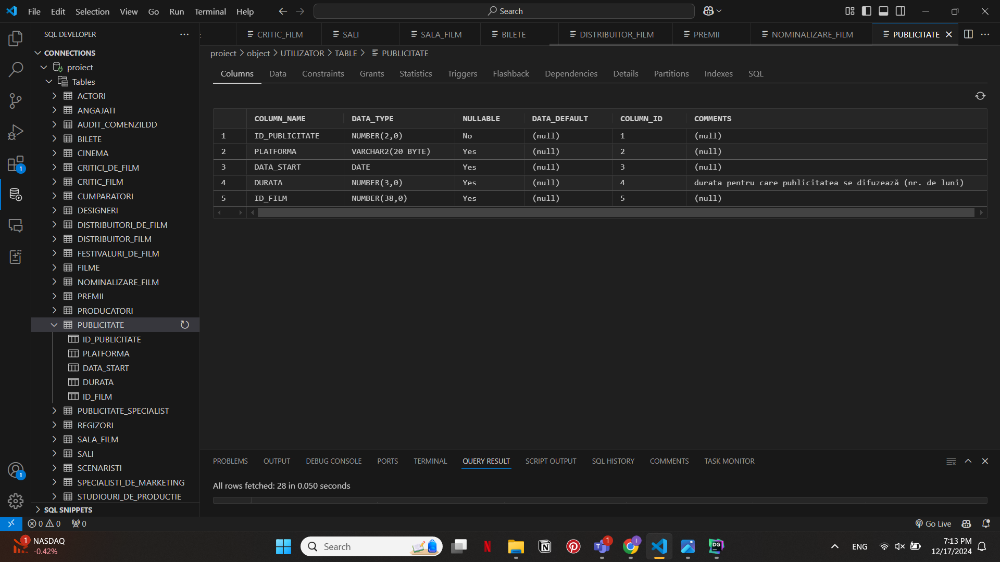 File Edit Selection View Go Run Terminal Help Search
SQL DEVELOPER
CRITIC_FILM SALI SALA_FILM BILETE DISTRIBUITOR_FILM PREMII NOMINALIZARE_FILM PUBLICITATE
CONNECTIONS
proiect
Tables
ACTORI
ANGAJATI
AUDIT_COMENZILDD
BILETE
CINEMA
CRITICI_DE_FILM
CRITIC_FILM
CUMPARATORI
DESIGNERI
DISTRIBUITORI_DE_FILM
DISTRIBUITOR_FILM
FESTIVALURI_DE_FILM
FILME
NOMINALIZARE_FILM
PREMII
PRODUCATORI
PUBLICITATE
ID_PUBLICITATE
PLATFORMA
DATA_START
DURATA
ID_FILM
PUBLICITATE_SPECIALIST
REGIZORI
SALA_FILM
SALI
SCENARISTI
SPECIALISTI_DE_MARKETING
STUDIOURI_DE_PRODUCTIE
SQL SNIPPETS
proiect > object > UTILIZATOR > TABLE > PUBLICITATE
Columns Data Constraints Grants Statistics Triggers Flashback Dependencies Details Partitions Indexes SQL
COLUMN_NAME DATA_TYPE NULLABLE DATA_DEFAULT COLUMN_ID COMMENTS
1 ID_PUBLICITATE NUMBER(2,0) No (null) 1 (null)
2 PLATFORMA VARCHAR2(20 BYTE) Yes (null) 2 (null)
3 DATA_START DATE Yes (null) 3 (null)
4 DURATA NUMBER(3,0) Yes (null) 4 durata pentru care publicitatea se difuzează (nr. de luni)
5 ID_FILM NUMBER(38,0) Yes (null) 5 (null)
PROBLEMS OUTPUT DEBUG CONSOLE PORTS TERMINAL QUERY RESULT SCRIPT OUTPUT SQL HISTORY COMMENTS TASK MONITOR
All rows fetched: 28 in 0.050 seconds
1
1
0 0 0 Go Live
1 NASDAQ
-0.42%
Search
N
N
T 1
I
DG
ENG
7:13 PM
12/17/2024